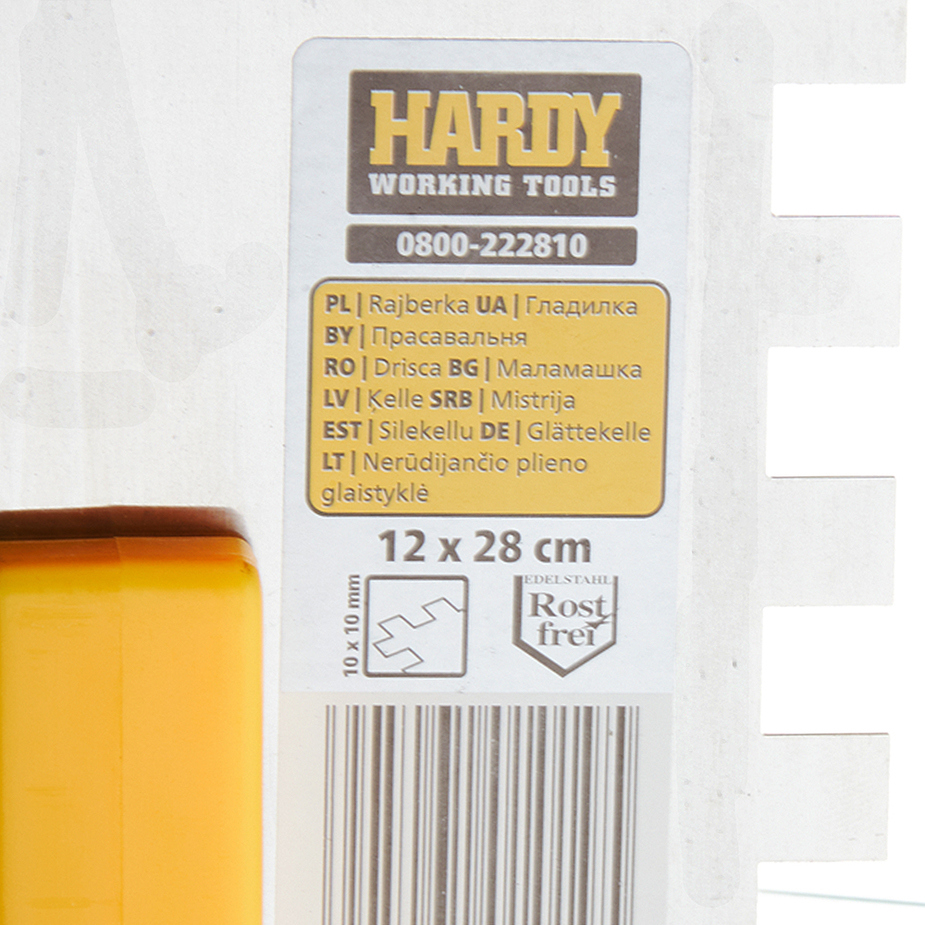 HARDY
WORKING TOOLS
0800-222810
PL | Rajberka UA | Гладилка
BY | Прасавальня
RO | Drisca BG | Маламашка
LV | Ķelle SRB | Mistrija
EST | Silekellu DE | Glättekelle
LT | Nerūdijančio plieno
glaistyklė
12 x 28 cm
10 x 10 mm
EDELSTAHL
Rost
frei